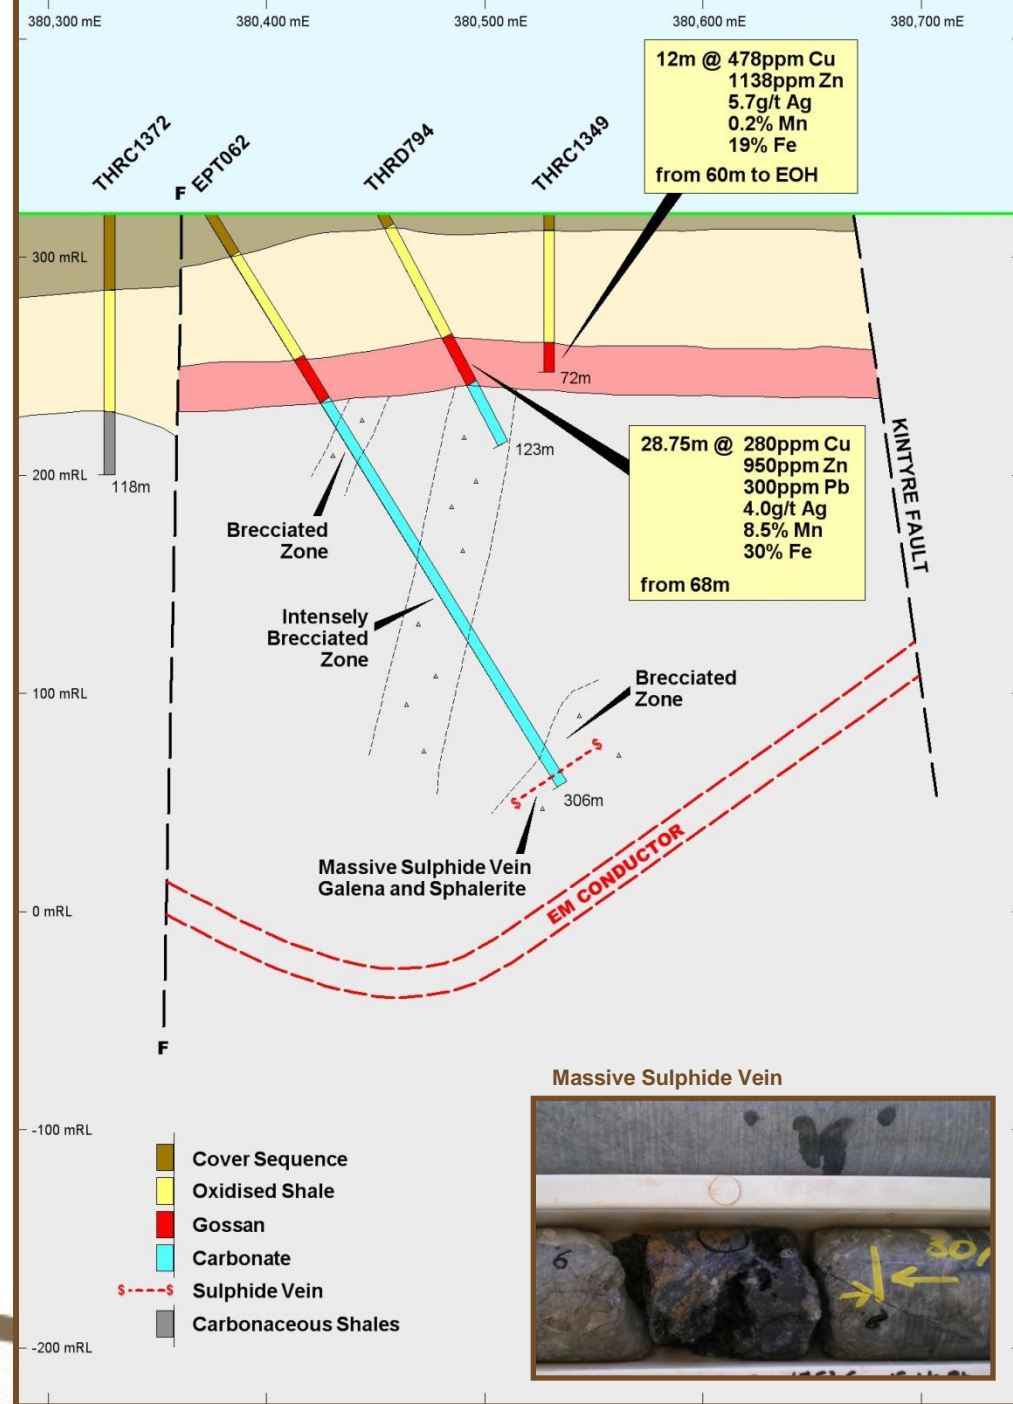 380,300 mE
380,400 mE
380,500 mE
380,600 mE
380,700 mE
12m @ 478ppm Cu
1138ppm Zn
5.7g/t Ag
0.2% Mn
19% Fe
from 60m to EOH
THRC1372
F
EPT062
THRD794
THRC1349
300 mRL
72m
KINTYRE FAULT
28.75m @ 280ppm Cu
950ppm Zn
300ppm Pb
4.0g/t Ag
8.5% Mn
30% Fe
from 68m
123m
200 mRL
118m
Brecciated
Zone
Intensely
Brecciated
Zone
100 mRL
Brecciated
Zone
$
$
306m
Massive Sulphide Vein
Galena and Sphalerite
EM CONDUCTOR
0 mRL
F
Massive Sulphide Vein
-100 mRL
Cover Sequence
Oxidised Shale
Gossan
Carbonate
$ $ Sulphide Vein
Carbonaceous Shales
-200 mRL
6
30